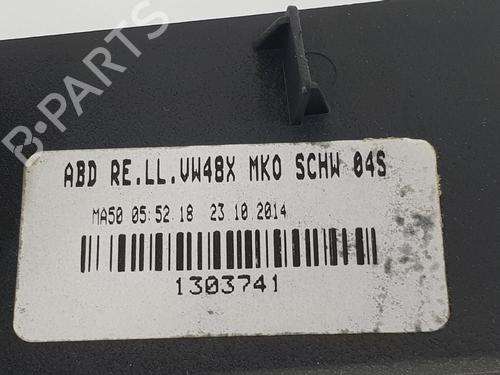 B-Parts
ABD RE.LL.VW48X MKO SCHW 04S
MA50 05:52 18 23.10.2014
1303741